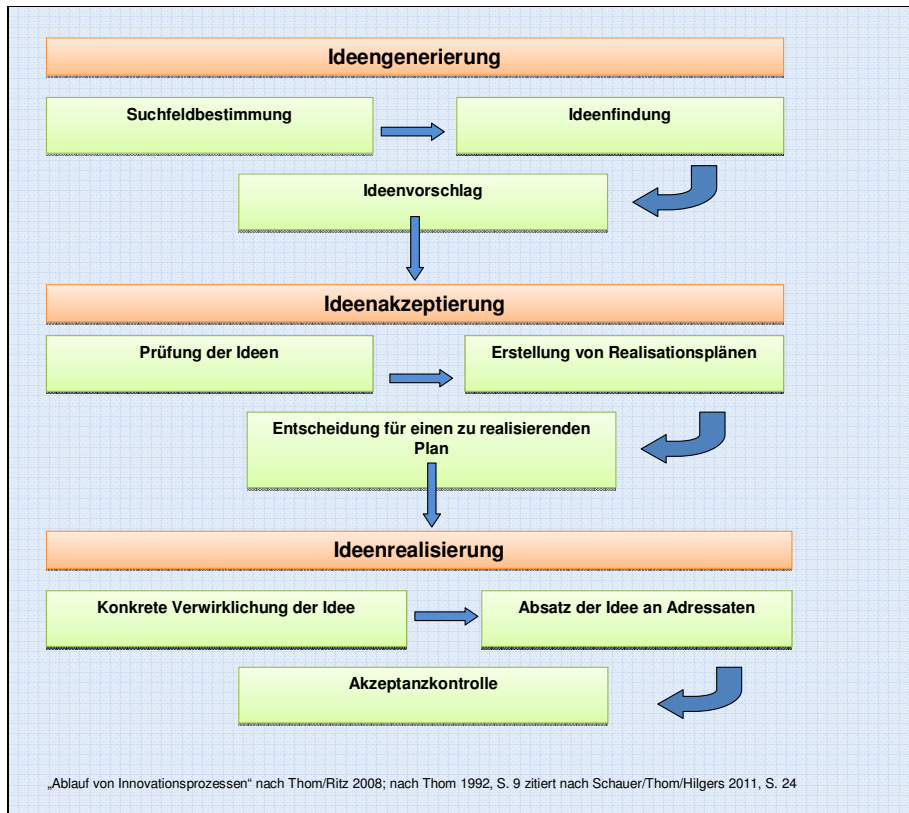 Ideengenerierung
Suchfeldbestimmung
Ideenfindung
Ideenvorschlag
Ideenakzeptierung
Prüfung der Ideen
Erstellung von Realisationsplänen
Entscheidung für einen zu realisierenden
Plan
Ideenrealisierung
Konkrete Verwirklichung der Idee
Absatz der Idee an Adressaten
Akzeptanzkontrolle
„Ablauf von Innovationsprozessen“ nach Thom/Ritz 2008; nach Thom 1992, S. 9 zitiert nach Schauer/Thom/Hilgers 2011, S. 24